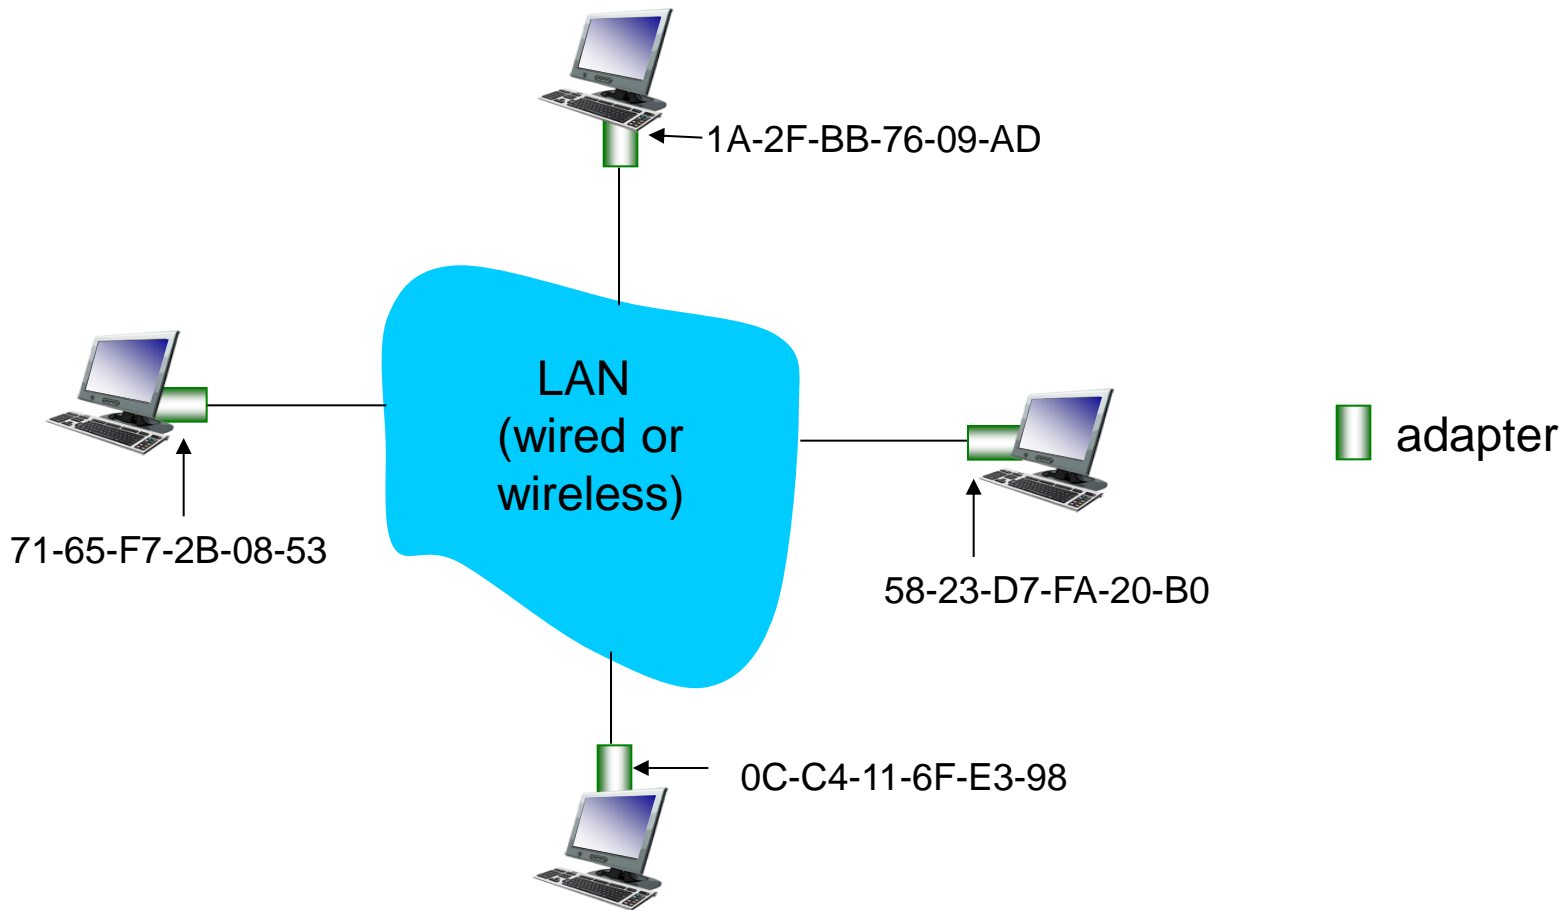 1A-2F-BB-76-09-AD
LAN
(wired or
wireless)
adapter
71-65-F7-2B-08-53
58-23-D7-FA-20-B0
0C-C4-11-6F-E3-98